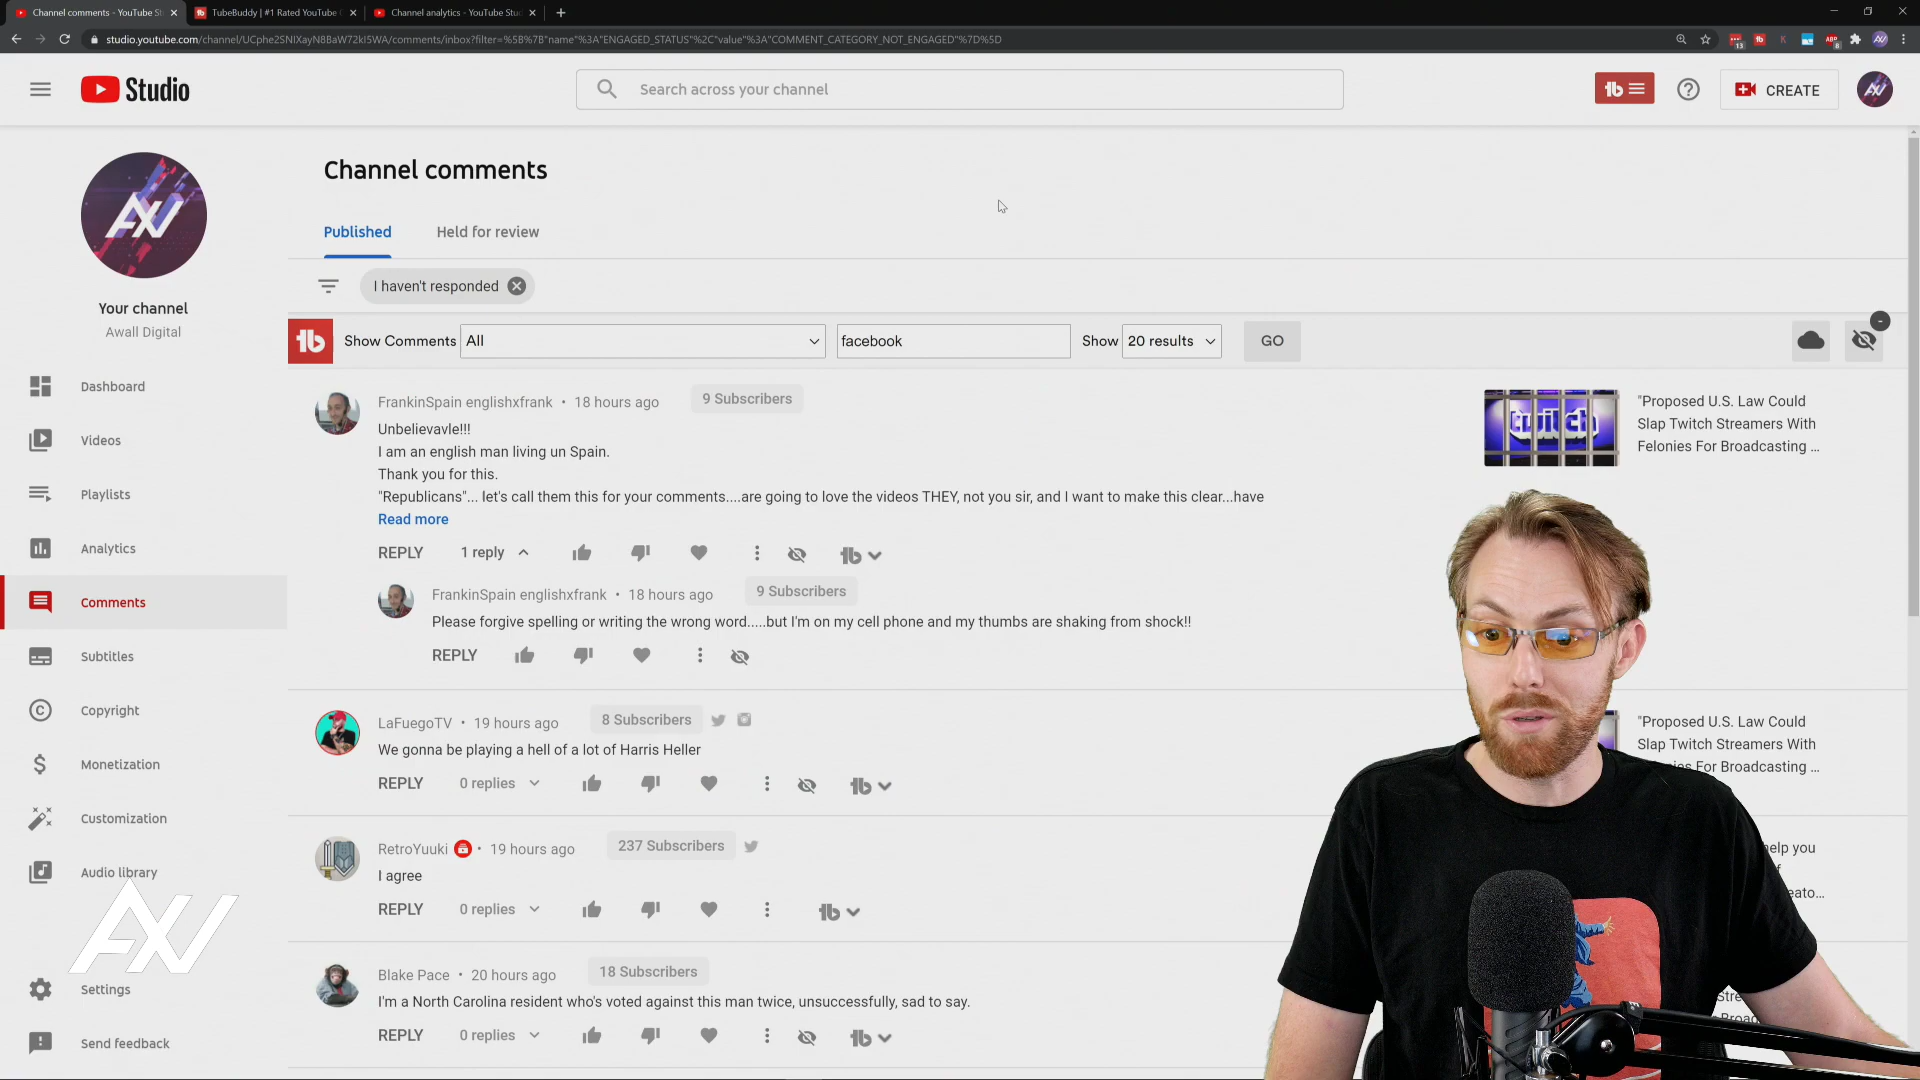 Channel comments - YouTube St
TubeBuddy | #1 Rated YouTube C
Channel analytics - YouTube Stud
studio.youtube.com/channel/UCphe2SNIXayN8BaW72kI5WA/comments/inbox?filter=%5B%7B"name"%3A"ENGAGED_STATUS"%2C"value"%3A"COMMENT_CATEGORY_NOT_ENGAGED"%7D%5D
Studio
Search across your channel
CREATE
Channel comments
Published
Held for review
I haven't responded
Show Comments
All
facebook
Show
20 results
GO
Your channel
Awall Digital
Dashboard
Videos
Playlists
Analytics
Comments
Subtitles
Copyright
Monetization
Customization
Audio library
Settings
Send feedback
FrankinSpain englishxfrank • 18 hours ago
9 Subscribers
Unbelievavle!!!
I am an english man living un Spain.
Thank you for this.
"Republicans"... let's call them this for your comments....are going to love the videos THEY, not you sir, and I want to make this clear...have
Read more
REPLY
1 reply
"Proposed U.S. Law Could
Slap Twitch Streamers With
Felonies For Broadcasting ...
twitch
FrankinSpain englishxfrank • 18 hours ago
9 Subscribers
Please forgive spelling or writing the wrong word.....but I'm on my cell phone and my thumbs are shaking from shock!!
REPLY
LaFuegoTV • 19 hours ago
8 Subscribers
We gonna be playing a hell of a lot of Harris Heller
REPLY
0 replies
"Proposed U.S. Law Could
Slap Twitch Streamers With
nies For Broadcasting ...
RetroYuuki • 19 hours ago
237 Subscribers
I agree
REPLY
0 replies
help you
eato...
Blake Pace • 20 hours ago
18 Subscribers
I'm a North Carolina resident who's voted against this man twice, unsuccessfully, sad to say.
REPLY
0 replies